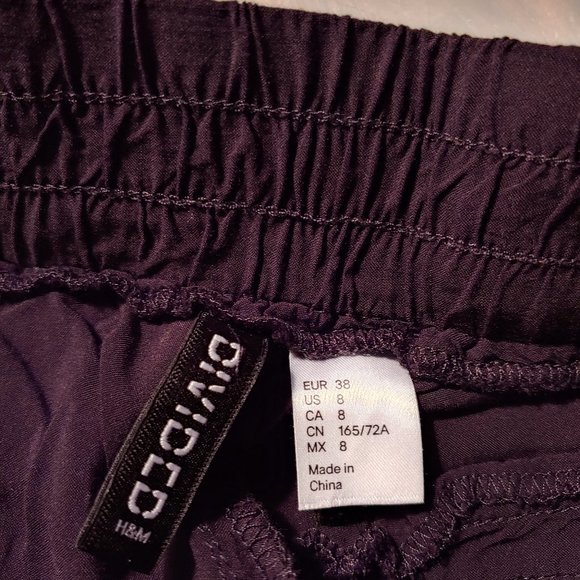 DIVIDED
H&M
EUR 38
US 8
CA 8
CN 165/72A
MX 8
Made in
China